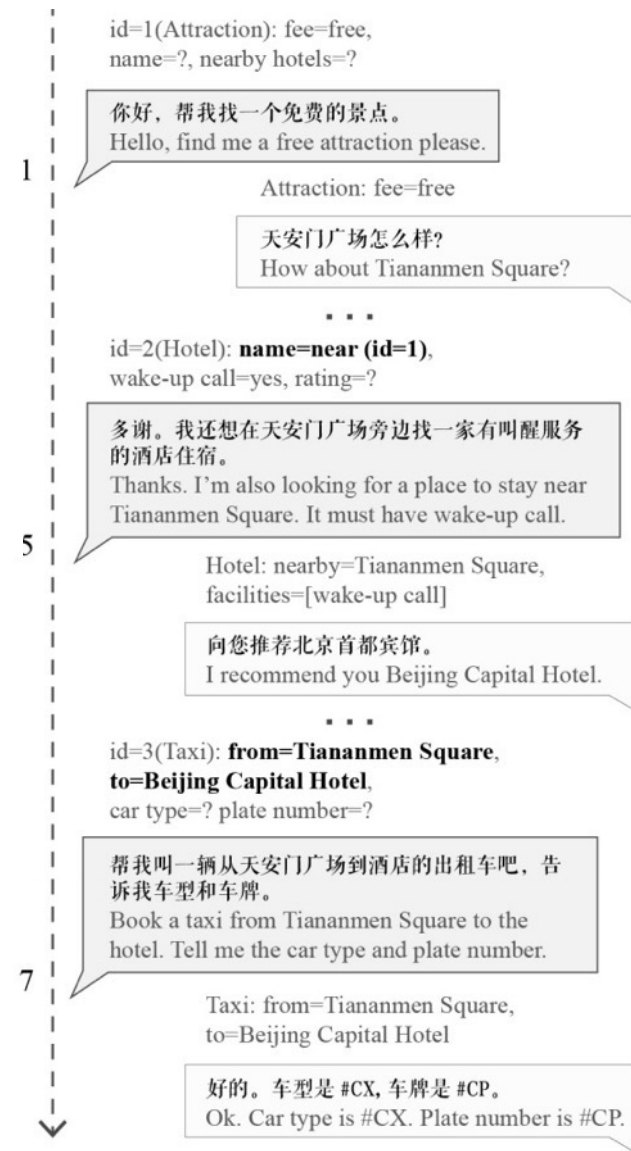 id=1(Attraction): fee=free,
name=?, nearby hotels=?
你好，帮我找一个免费的景点。
Hello, find me a free attraction please.
1
Attraction: fee=free
天安门广场怎么样?
How about Tiananmen Square?
...
id=2(Hotel): name=near (id=1),
wake-up call=yes, rating=?
多谢。我还想在天安门广场旁边找一家有叫醒服务
的酒店住宿。
Thanks. I'm also looking for a place to stay near
Tiananmen Square. It must have wake-up call.
5
Hotel: nearby=Tiananmen Square,
facilities=[wake-up call]
向您推荐北京首都宾馆。
I recommend you Beijing Capital Hotel.
...
id=3(Taxi): from=Tiananmen Square,
to=Beijing Capital Hotel,
car type=? plate number=?
帮我叫一辆从天安门广场到酒店的出租车吧，告
诉我车型和车牌。
Book a taxi from Tiananmen Square to the
hotel. Tell me the car type and plate number.
7
Taxi: from=Tiananmen Square,
to=Beijing Capital Hotel
好的。车型是 #CX, 车牌是 #CP。
Ok. Car type is #CX. Plate number is #CP.